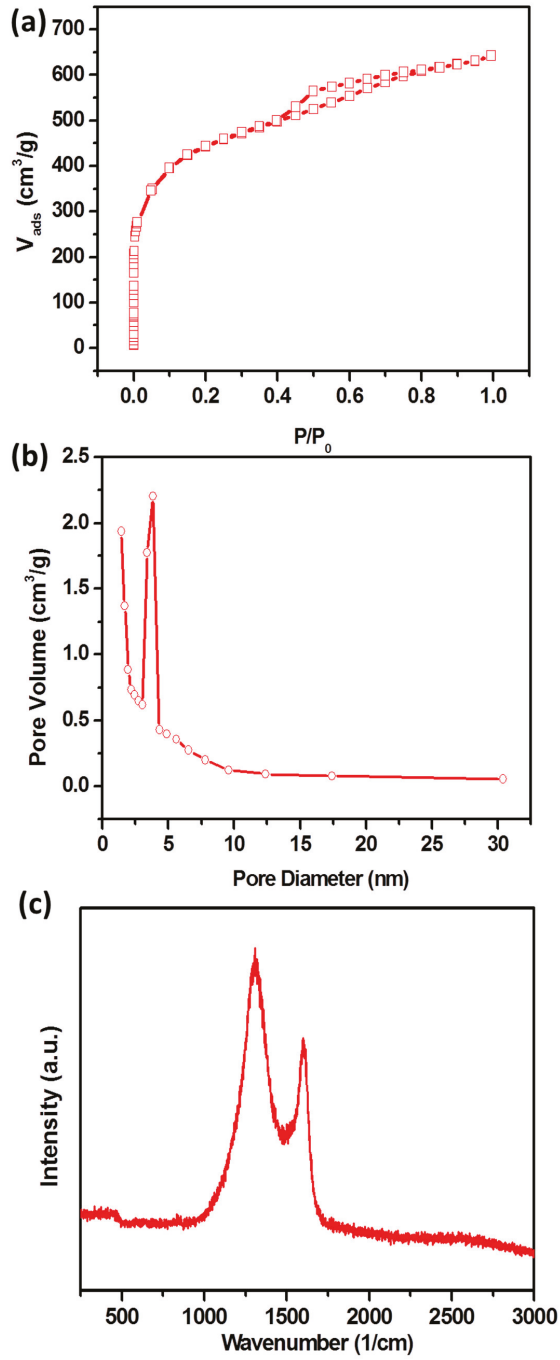 (a)
700
600
500
400
300
200
100
0
V ads (cm³/g)
0.0 0.2 0.4 0.6 0.8 1.0
P/P₀
(b)
2.5
2.0
1.5
1.0
0.5
0.0
Pore Volume (cm³/g)
0 5 10 15 20 25 30
Pore Diameter (nm)
(c)
Intensity (a.u.)
500 1000 1500 2000 2500 3000
Wavenumber (1/cm)